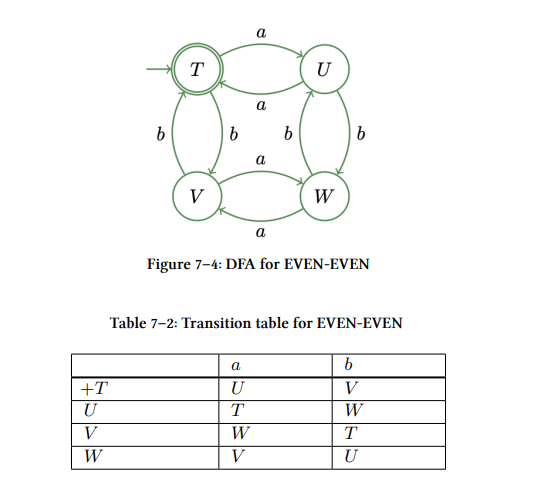 a
T U
a
b b b b
a
V W
a
Figure 7–4: DFA for EVEN-EVEN
Table 7–2: Transition table for EVEN-EVEN
a b
+T U V
U T W
V W T
W V U